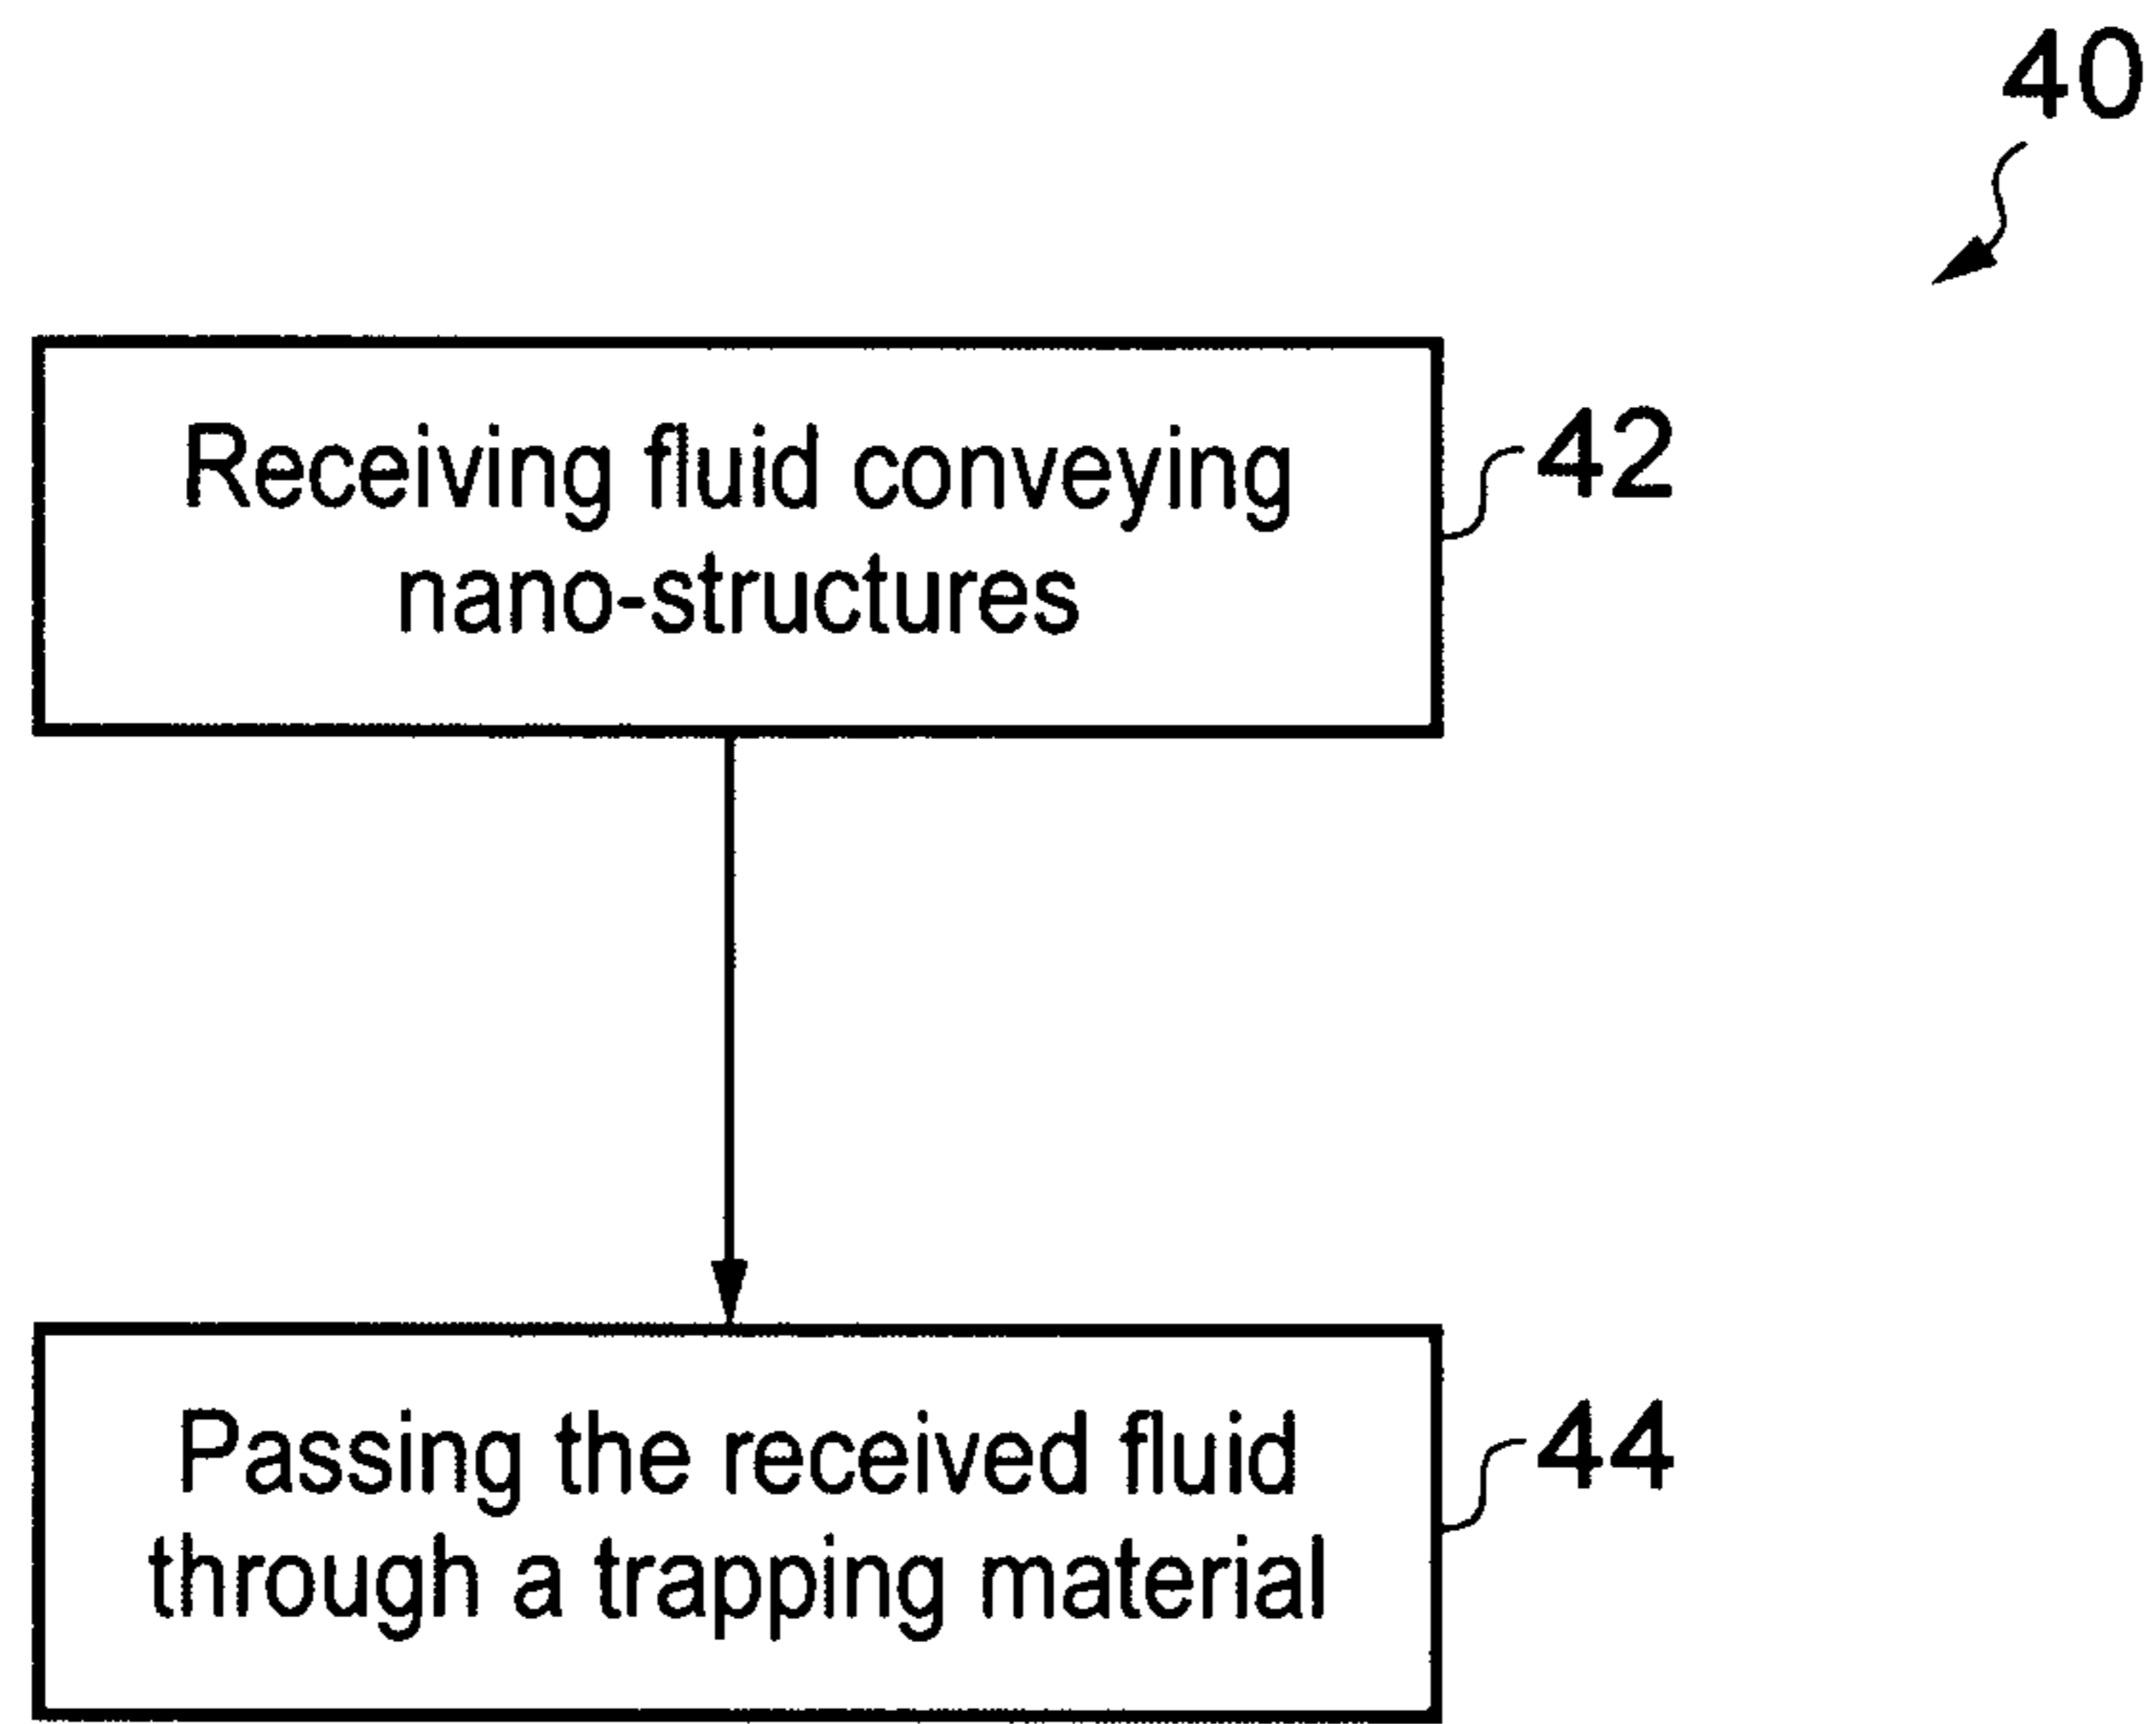 40
Receiving fluid conveying
nano-structures
42
Passing the received fluid
through a trapping material
44